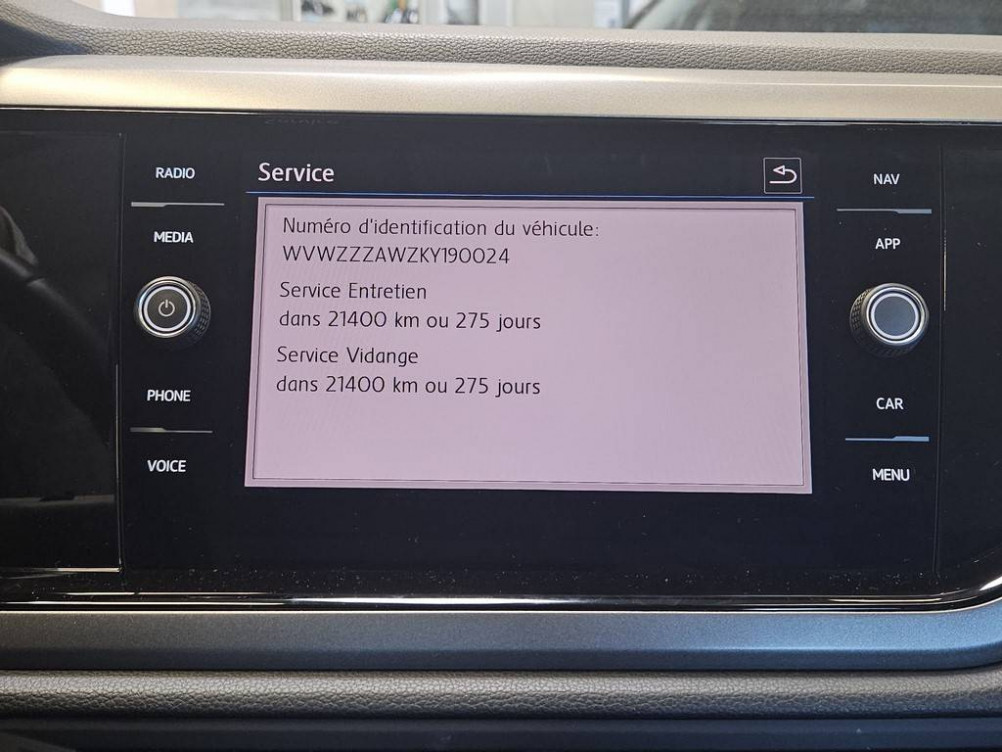 RADIO
MEDIA
PHONE
VOICE
Service
Numéro d'identification du véhicule:
WVWZZZAWZKY190024
Service Entretien
dans 21400 km ou 275 jours
Service Vidange
dans 21400 km ou 275 jours
NAV
APP
CAR
MENU